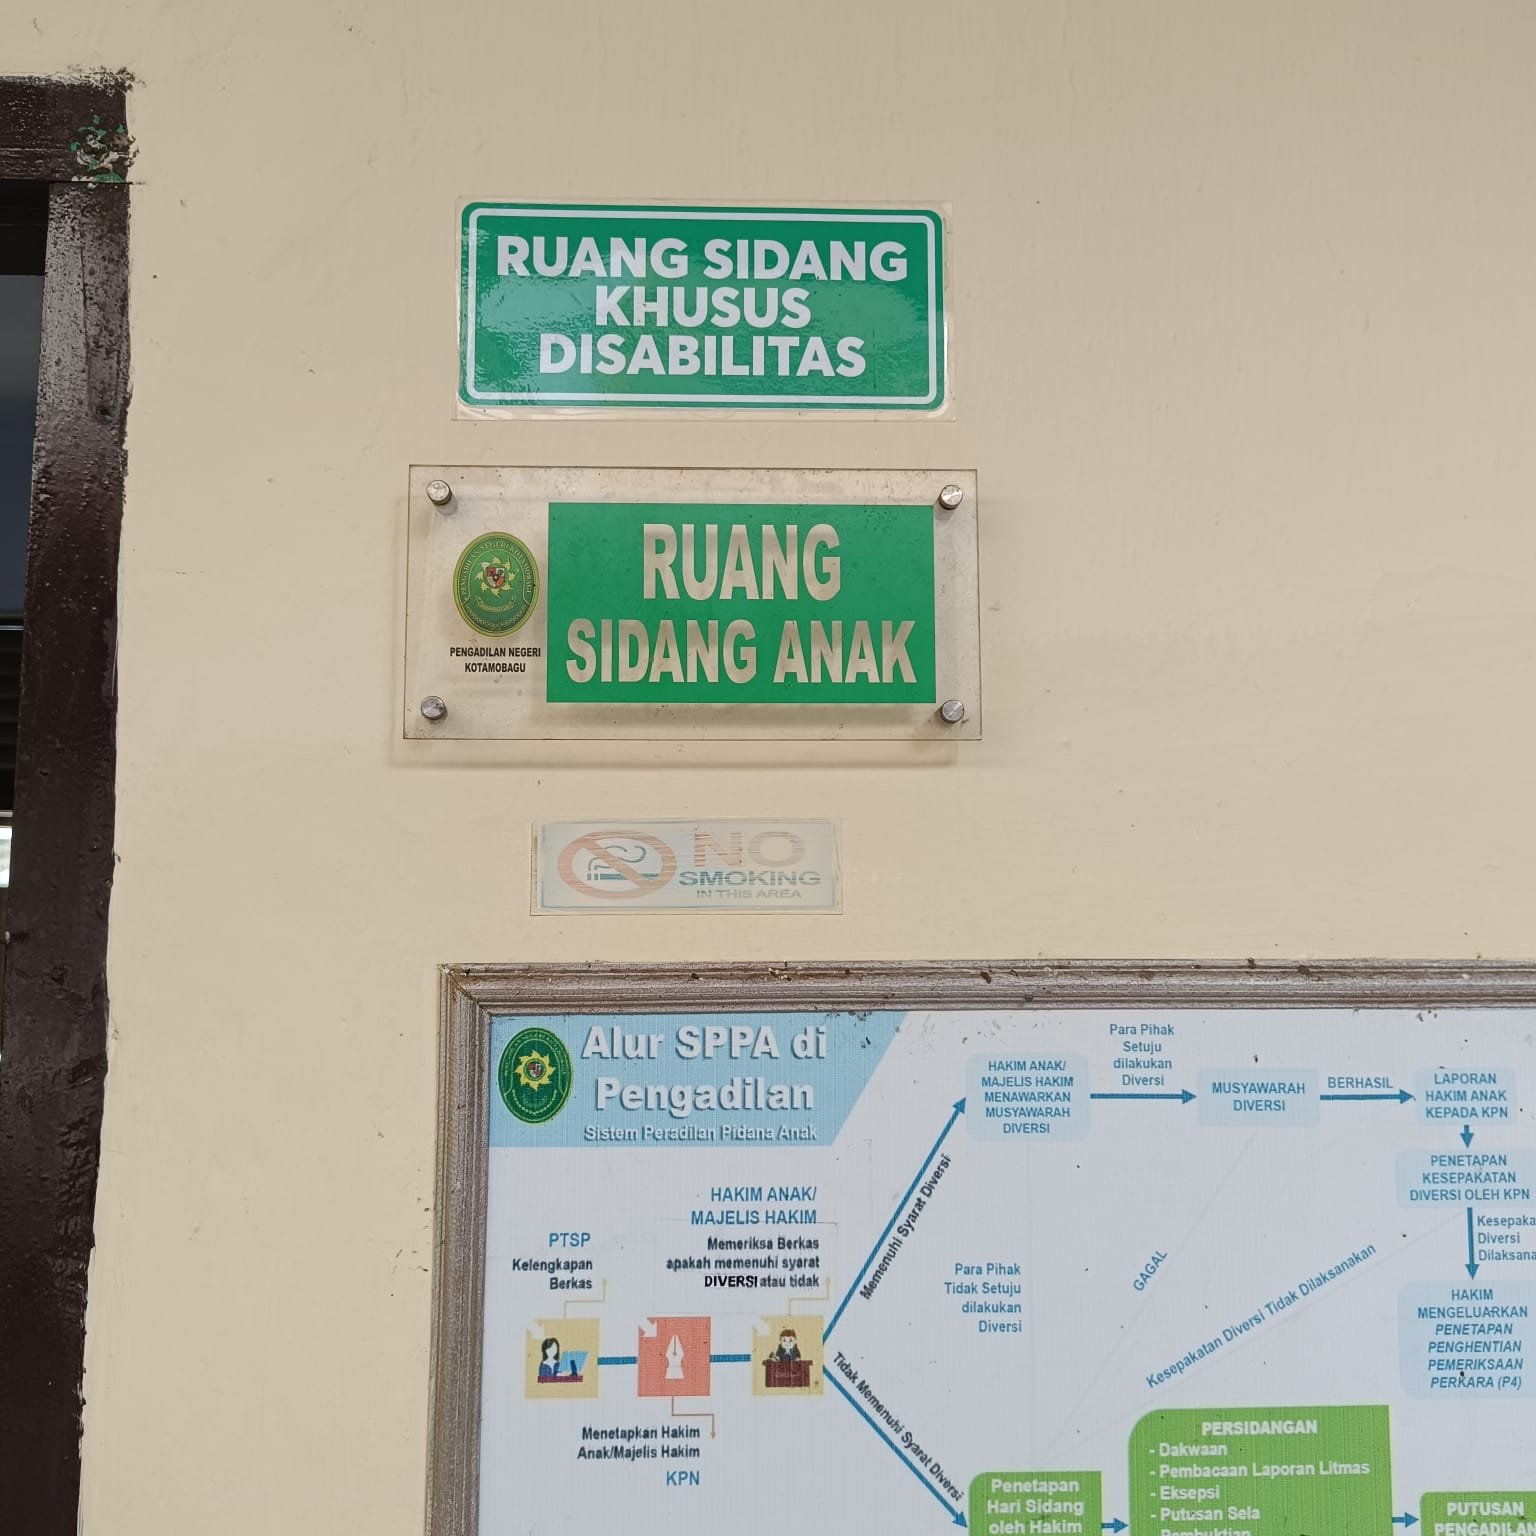 RUANG SIDANG
KHUSUS
DISABILITAS
RUANG
SIDANG ANAK
PENGADILAN NEGERI
KOTAMOBAGU
NO
SMOKING
IN THIS AREA
Alur SPPA di
Pengadilan
Sistem Peradilan Pidana Anak
PTSP
Kelengkapan
Berkas
Menetapkan Hakim
Anak/Majelis Hakim
KPN
HAKIM ANAK/
MAJELIS HAKIM
Memeriksa Berkas
apakah memenuhi syarat
DIVERSI atau tidak
Memenuhi Syarat Diversi
Tidak Memenuhi Syarat Diversi
HAKIM ANAK/
MAJELIS HAKIM
MENAWARKAN
MUSYAWARAH
DIVERSI
Para Pihak
Setuju
dilakukan
Diversi
MUSYAWARAH
DIVERSI
BERHASIL
LAPORAN
HAKIM ANAK
KEPADA KPN
PENETAPAN
KESEPAKATAN
DIVERSI OLEH KPN
Diversi
HAKIM
MENGELUARKAN
PENETAPAN
PENGHENTIAN
PEMERIKSAAN
PERKARA (P4)
Para Pihak
Tidak Setuju
dilakukan
Diversi
GAGAL
Kesepakatan Diversi Tidak Dilaksanakan
Penetapan
Hari Sidang
oleh Hakim
PERSIDANGAN
- Dakwaan
- Pembacaan Laporan Litmas
- Eksepsi
- Putusan Sela
PUTUSAN